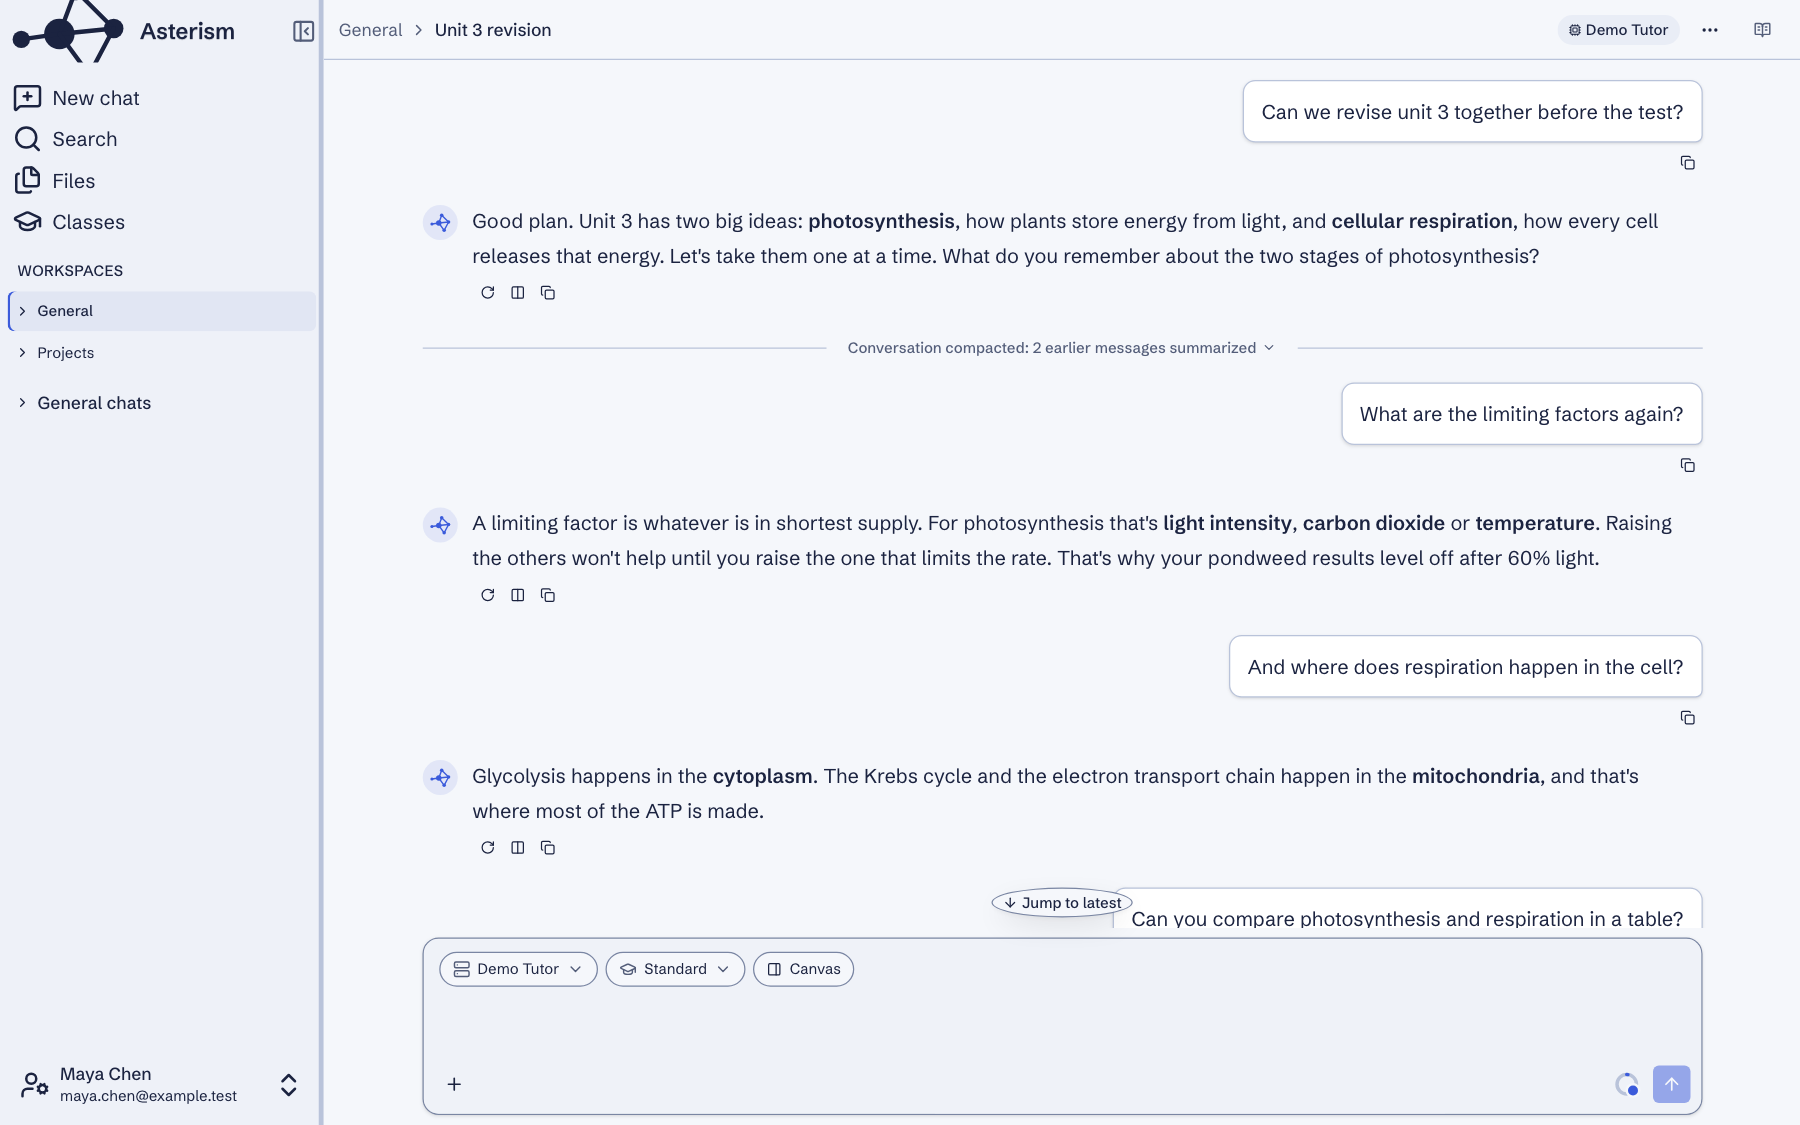 Asterism
New chat
Search
Files
Classes
WORKSPACES
General
Projects
General chats
Maya Chen
maya.chen@example.test
General > Unit 3 revision
Demo Tutor
Can we revise unit 3 together before the test?
Good plan. Unit 3 has two big ideas: photosynthesis, how plants store energy from light, and cellular respiration, how every cell
releases that energy. Let's take them one at a time. What do you remember about the two stages of photosynthesis?
Conversation compacted: 2 earlier messages summarized
What are the limiting factors again?
A limiting factor is whatever is in shortest supply. For photosynthesis that's light intensity, carbon dioxide or temperature. Raising
the others won't help until you raise the one that limits the rate. That's why your pondweed results level off after 60% light.
And where does respiration happen in the cell?
Glycolysis happens in the cytoplasm. The Krebs cycle and the electron transport chain happen in the mitochondria, and that's
where most of the ATP is made.
Jump to latest
Can you compare photosynthesis and respiration in a table?
Demo Tutor
Standard
Canvas